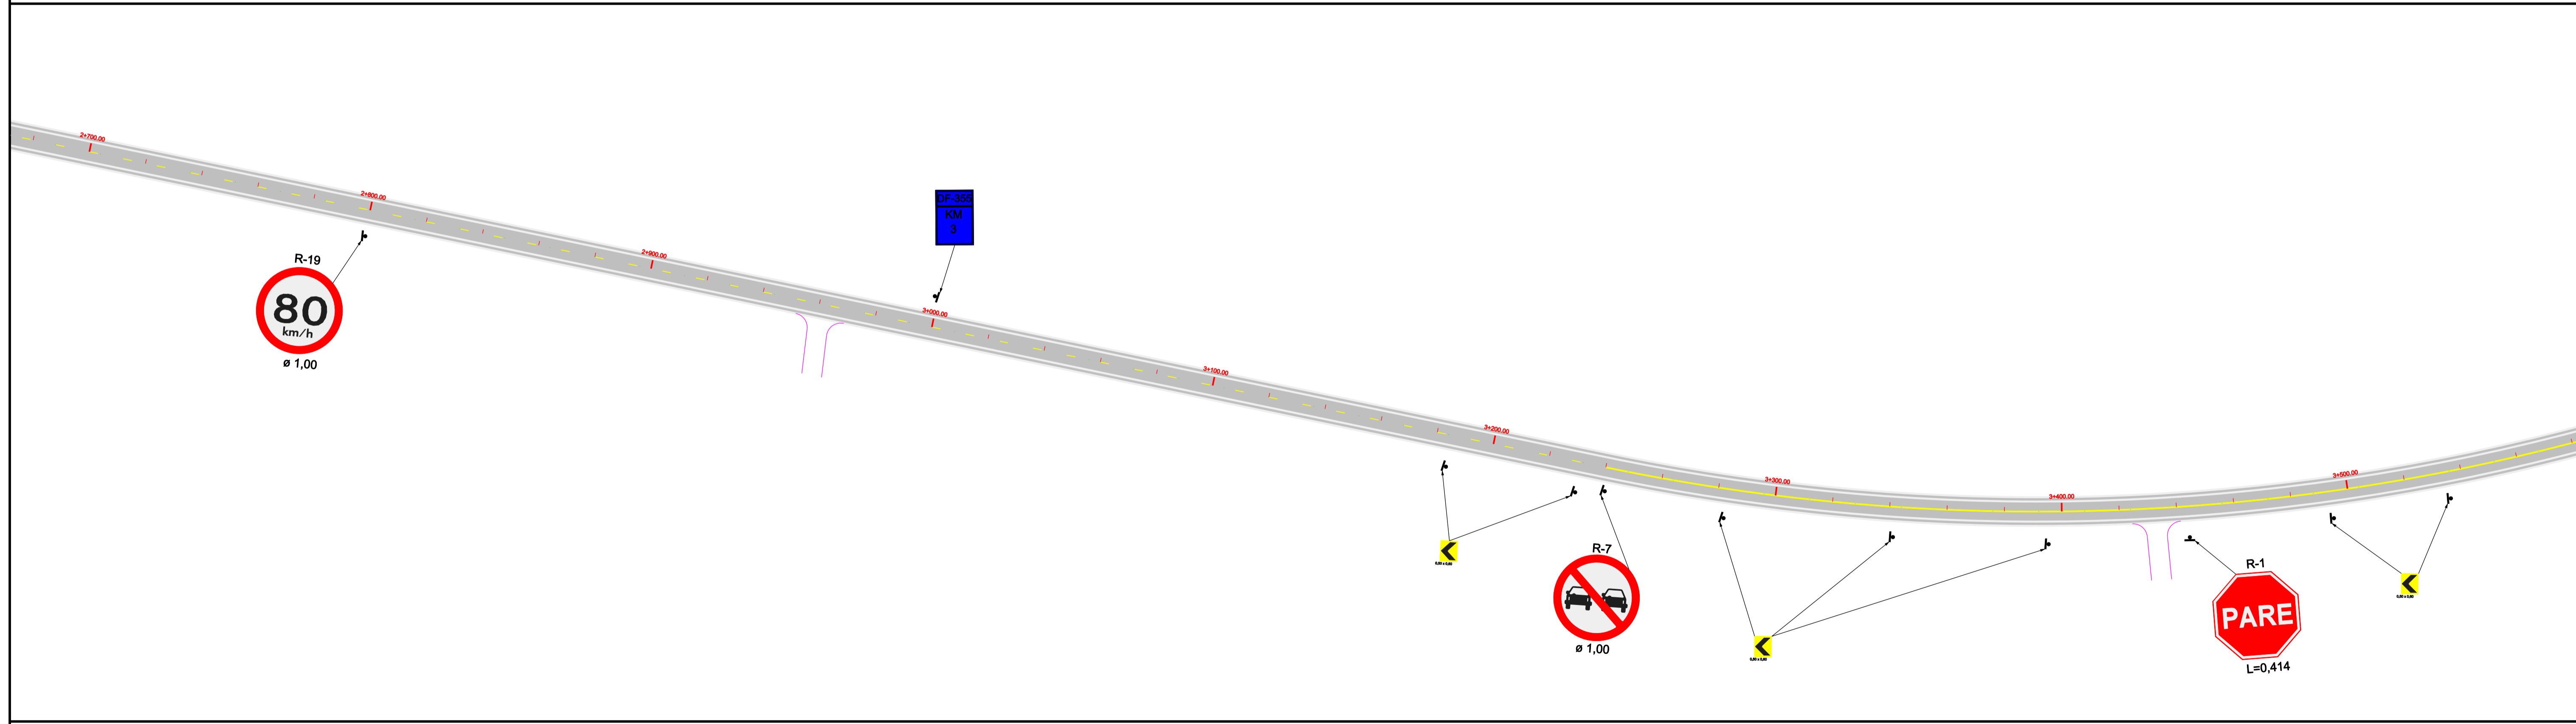 2+700.00
2+800.00
R-19
80
km/h
ø 1,00
2+900.00
DF-355
KM
3
3+000.00
3+100.00
3+200.00
R-7
ø 1,00
3+300.00
3+400.00
R-1
PARE
L=0,414
3+500.00